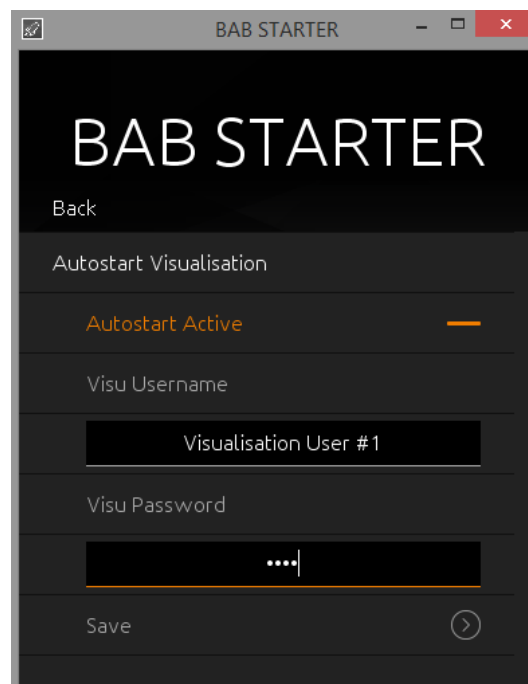 BAB STARTER
BAB STARTER
Back
Autostart Visualisation
Autostart Active
Visu Username
Visualisation User #1
Visu Password
••••
Save